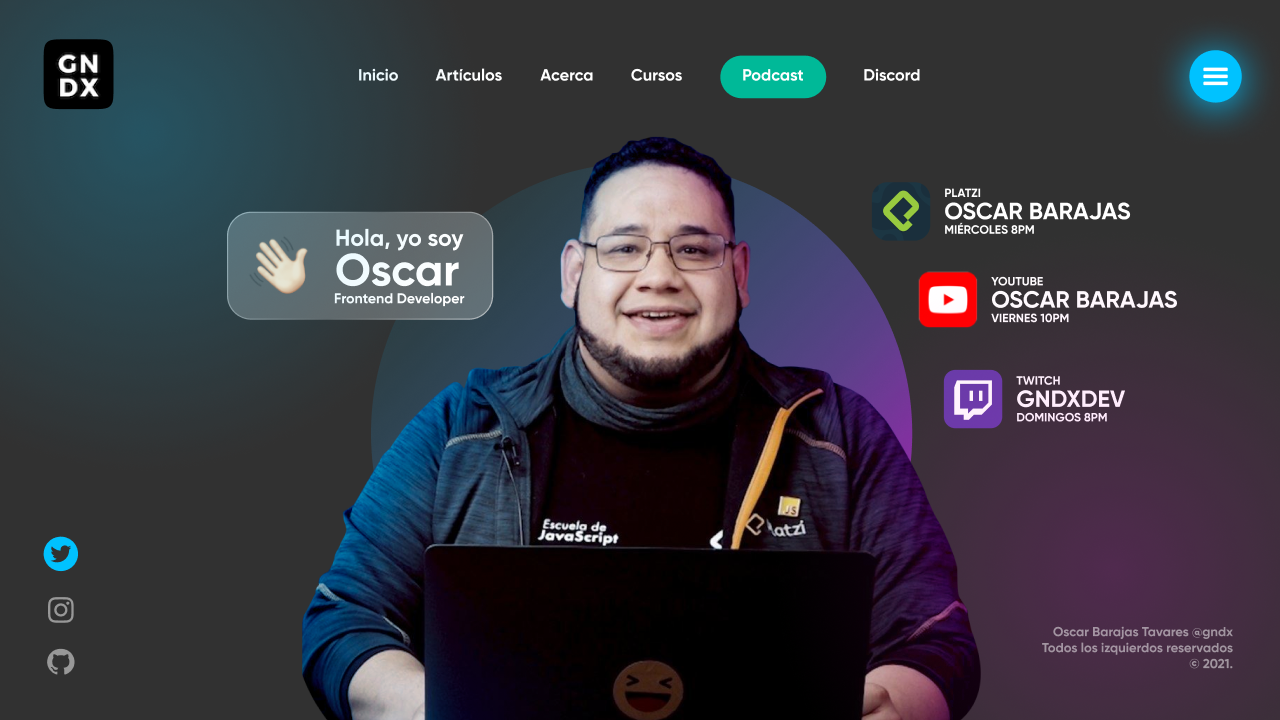 GN
DX
Inicio
Artículos
Acerca
Cursos
Podcast
Discord
Hola, yo soy
Oscar
Frontend Developer
PLATZI
OSCAR BARAJAS
MIÉRCOLES 8PM
YOUTUBE
OSCAR BARAJAS
VIERNES 10PM
TWITCH
GNDXDEV
DOMINGOS 8PM
JS
Escuela de
JavaScript
Oscar Barajas Tavares @gndx
Todos los izquierdos reservados
© 2021.